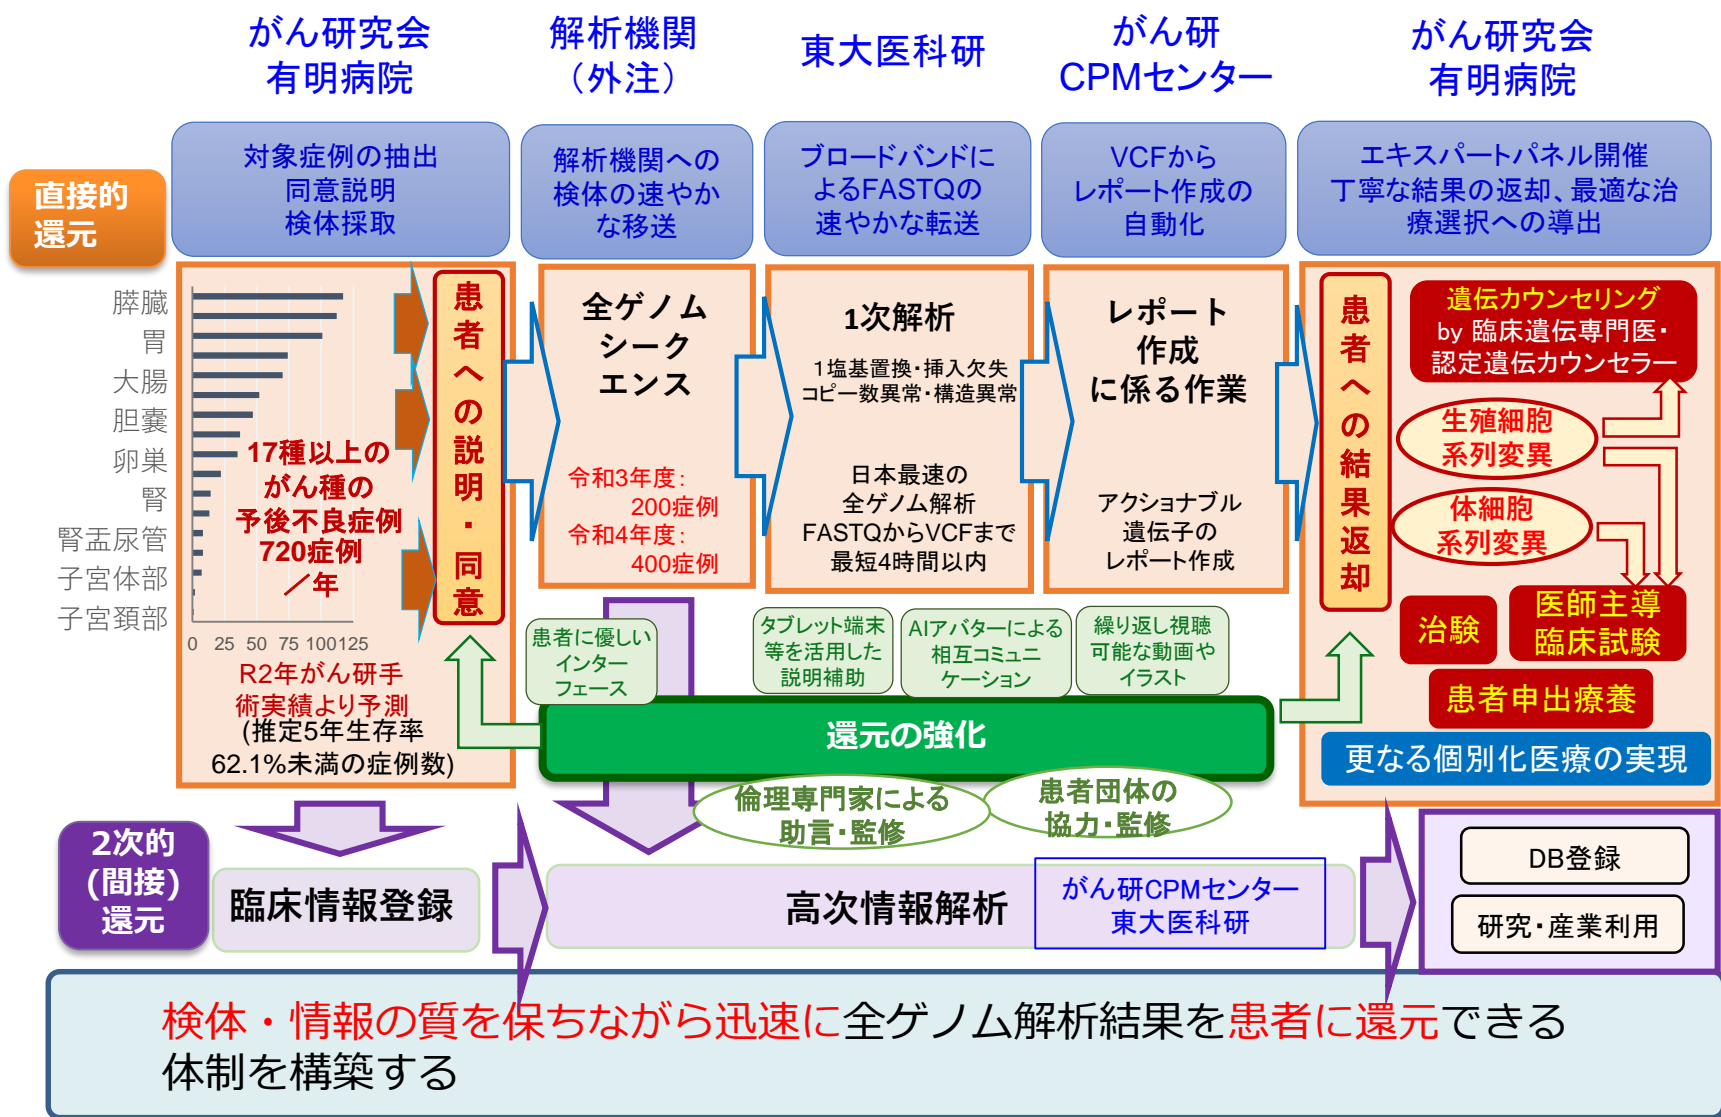 がん研究会
有明病院
解析機関
（外注）
東大医科研
がん研
CPMセンター
がん研究会
有明病院
直接的
還元
対象症例の抽出
同意説明
検体採取
解析機関への
検体の速やか
な移送
ブロードバンドに
よるFASTQの
速やかな転送
VCFから
レポート作成の
自動化
エキスパートパネル開催
丁寧な結果の返却、最適な治
療選択への導出
膵臓
胃
大腸
胆嚢
卵巣
腎
腎盂尿管
子宮体部
子宮頚部
0 25 50 75 100125
17種以上の
がん種の
予後不良症例
720症例
／年
R2年がん研手
術実績より予測
(推定5年生存率
62.1%未満の症例数)
患者への説明・同意
全ゲノム
シーク
エンス
令和3年度：
200症例
令和4年度：
400症例
1次解析
1塩基置換・挿入欠失
コピー数異常・構造異常
日本最速の
全ゲノム解析
FASTQからVCFまで
最短4時間以内
レポート
作成
に係る作業
アクショナブル
遺伝子の
レポート作成
患者への結果返却
遺伝カウンセリング
by 臨床遺伝専門医・
認定遺伝カウンセラー
生殖細胞
系列変異
体細胞
系列変異
治験
医師主導
臨床試験
患者申出療養
更なる個別化医療の実現
患者に優しい
インター
フェース
タブレット端末
等を活用した
説明補助
AIアバターによる
相互コミュニ
ケーション
繰り返し視聴
可能な動画や
イラスト
還元の強化
倫理専門家による
助言・監修
患者団体の
協力・監修
2次的
(間接)
還元
臨床情報登録
高次情報解析
がん研CPMセンター
東大医科研
DB登録
研究・産業利用
検体・情報の質を保ちながら迅速に全ゲノム解析結果を患者に還元できる
体制を構築する